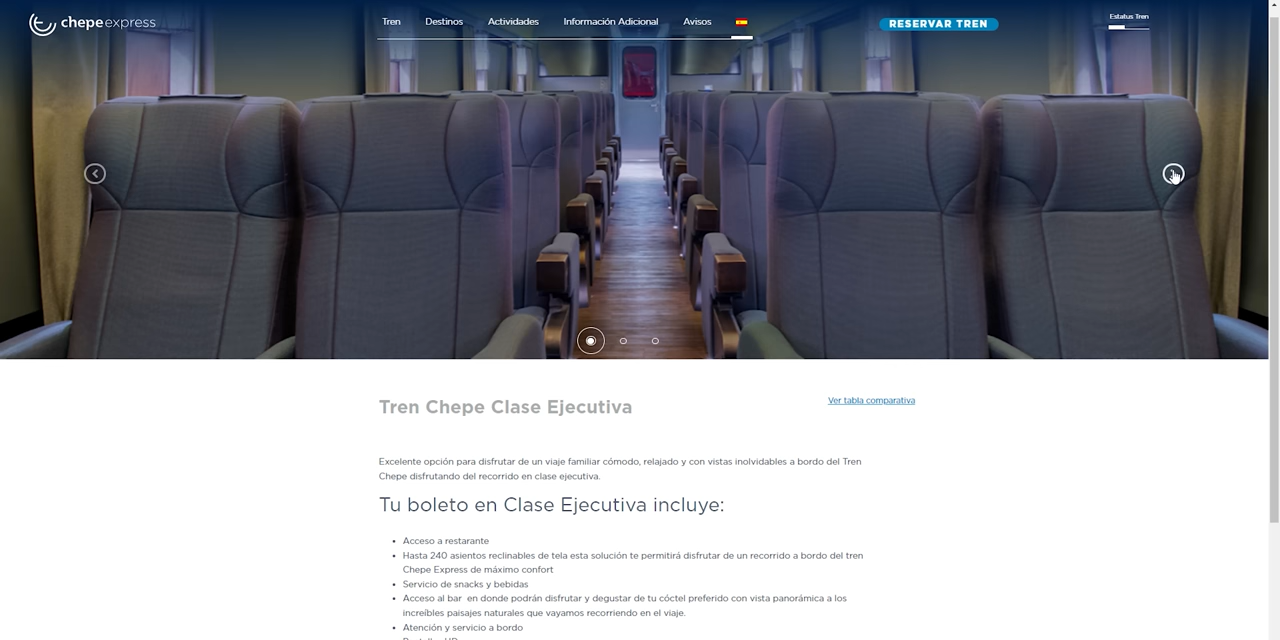 chepe express
Tren Destinos Actividades Información Adicional Avisos
RESERVAR TREN
Estatus Tren
Tren Chepe Clase Ejecutiva
Ver tabla comparativa
Excelente opción para disfrutar de un viaje familiar cómodo, relajado y con vistas inolvidables a bordo del Tren
Chepe disfrutando del recorrido en clase ejecutiva.
Tu boleto en Clase Ejecutiva incluye:
• Acceso a restarante
• Hasta 240 asientos reclinables de tela esta solución te permitirá disfrutar de un recorrido a bordo del tren
Chepe Express de máximo confort
• Servicio de snacks y bebidas
• Acceso al bar en donde podrán disfrutar y degustar de tu cóctel preferido con vista panorámica a los
increíbles paisajes naturales que vayamos recorriendo en el viaje.
• Atención y servicio a bordo